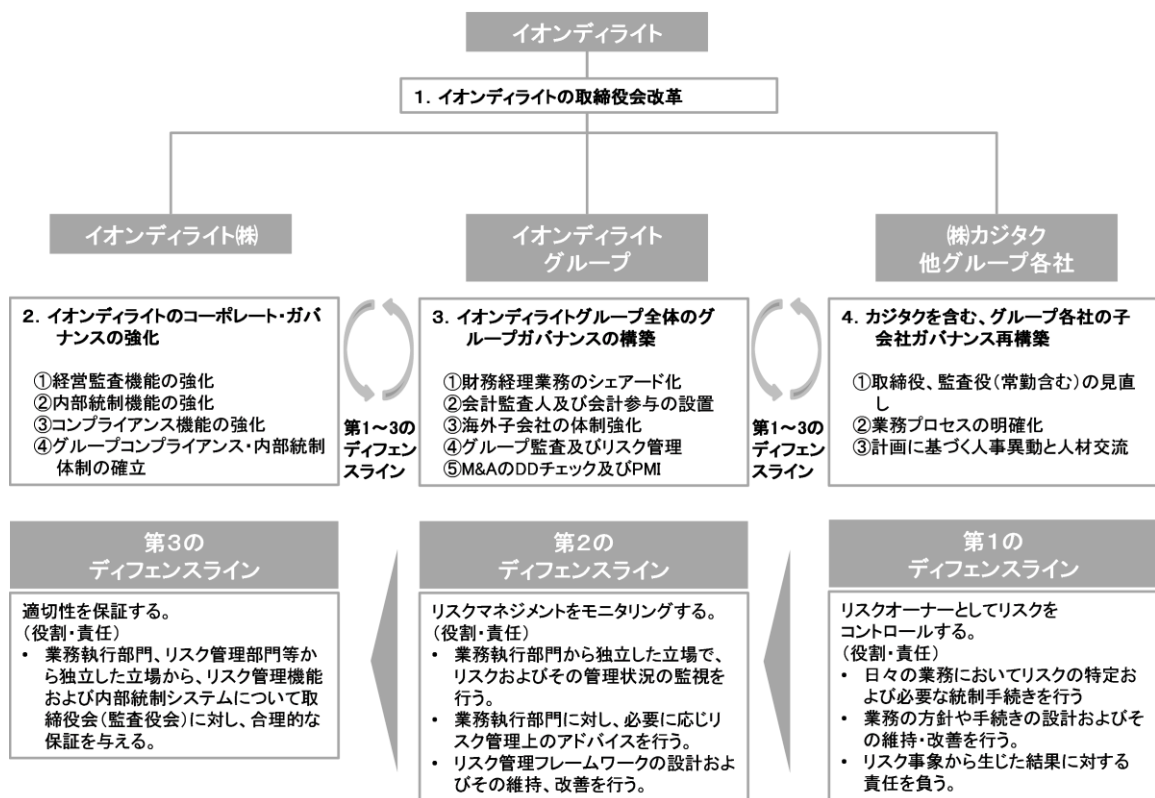 イオンディライト
1．イオンディライトの取締役会改革
イオンディライト㈱
2．イオンディライトのコーポレート・ガバ
ナンスの強化
①経営監査機能の強化
②内部統制機能の強化
③コンプライアンス機能の強化
④グループコンプライアンス・内部統制
体制の確立
第1～3の
ディフェン
スライン
イオンディライト
グループ
3．イオンディライトグループ全体のグ
ループガバナンスの構築
①財務経理業務のシェアード化
②会計監査人及び会計参与の設置
③海外子会社の体制強化
④グループ監査及びリスク管理
⑤M&AのDDチェック及びPMI
第1～3の
ディフェン
スライン
㈱カジタク
他グループ各社
4．カジタクを含む、グループ各社の子
会社ガバナンス再構築
①取締役、監査役（常勤含む）の見直
し
②業務プロセスの明確化
③計画に基づく人事異動と人材交流
第3の
ディフェンスライン
適切性を保証する。
（役割・責任）
• 業務執行部門、リスク管理部門等か
ら独立した立場から、リスク管理機能
および内部統制システムについて取
締役会（監査役会）に対し、合理的な
保証を与える。
第2の
ディフェンスライン
リスクマネジメントをモニタリングする。
（役割・責任）
• 業務執行部門から独立した立場で、
リスクおよびその管理状況の監視を
行う。
• 業務執行部門に対し、必要に応じリ
スク管理上のアドバイスを行う。
• リスク管理フレームワークの設計およ
びその維持、改善を行う。
第1の
ディフェンスライン
リスクオーナーとしてリスクを
コントロールする。
（役割・責任）
• 日々の業務においてリスクの特定お
よび必要な統制手続きを行う
• 業務の方針や手続きの設計およびそ
の維持・改善を行う。
• リスク事象から生じた結果に対する
責任を負う。